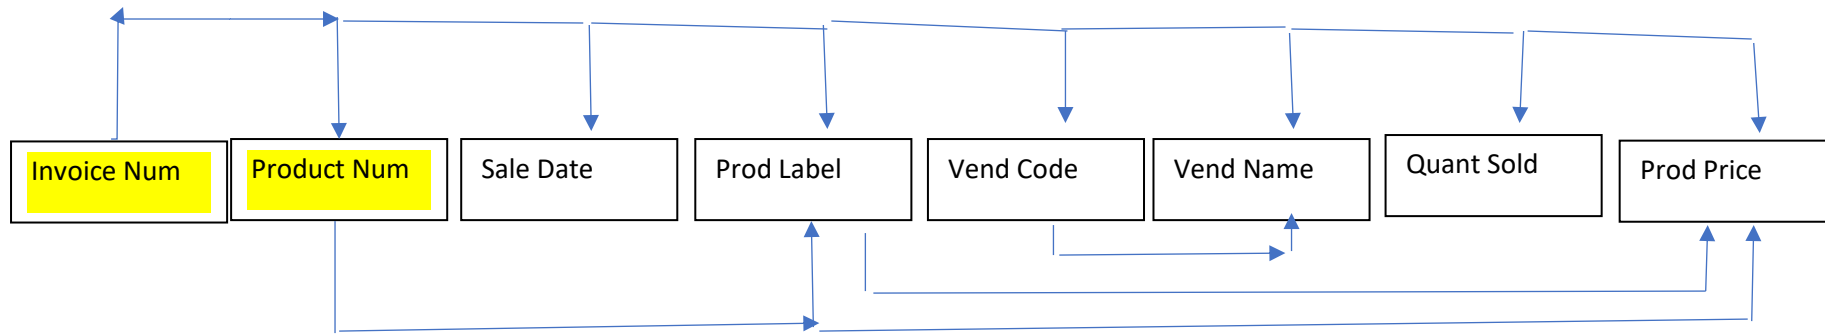 Invoice Num
Product Num
Sale Date
Prod Label
Vend Code
Vend Name
Quant Sold
Prod Price